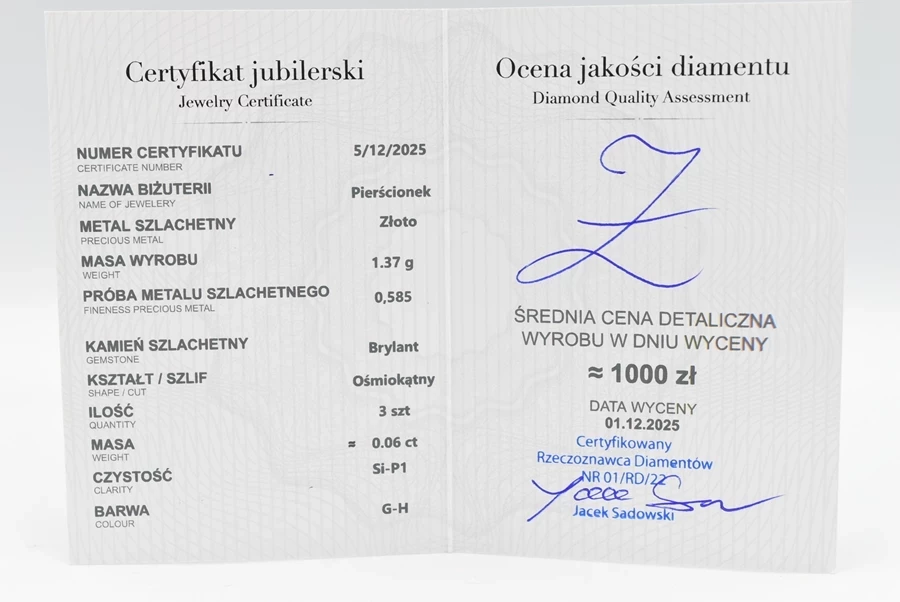 Certyfikat jubilerski
Jewelry Certificate
NUMER CERTYFIKATU 5/12/2025
CERTIFICATE NUMBER
NAZWA BIŻUTERII Pierścionek
NAME OF JEWELERY
METAL SZLACHETNY Złoto
PRECIOUS METAL
MASA WYROBU 1.37 g
WEIGHT
PRÓBA METALU SZLACHETNEGO 0,585
FINENESS PRECIOUS METAL
KAMIEŃ SZLACHETNY Brylant
GEMSTONE
KSZTAŁT / SZLIF Ośmiokątny
SHAPE / CUT
ILOŚĆ 3 szt
QUANTITY
MASA ≈ 0.06 ct
WEIGHT
CZYSTOŚĆ Si-P1
CLARITY
BARWA G-H
COLOUR
Ocena jakości diamentu
Diamond Quality Assessment
Z
ŚREDNIA CENA DETALICZNA
WYROBU W DNIU WYCENY
≈ 1000 zł
DATA WYCENY
01.12.2025
Certyfikowany
Rzeczoznawca Diamentów
NR 01/RD/22
Jacek Sadowski